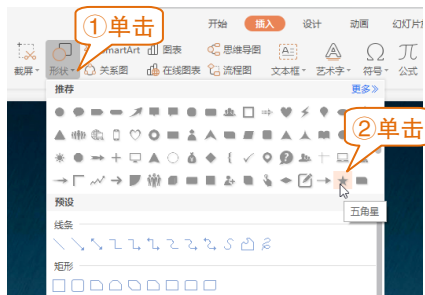 ①单击
开始 插入 设计 动画 幻灯片
martArt 图表 思维导图
截屏 形状 关系图 在线图表 流程图 文本框 艺术字 符号 公式
推荐 更多》
②单击
五角星
预设
线条
矩形